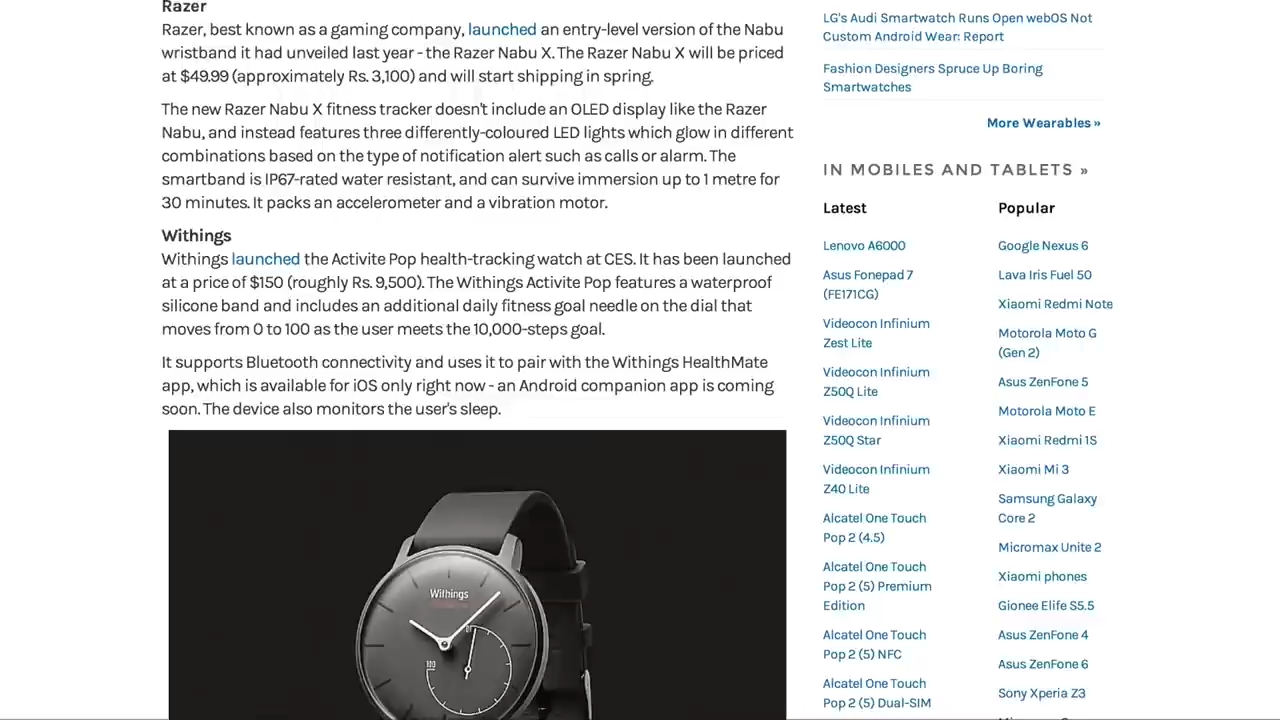 Razer
Razer, best known as a gaming company, launched an entry-level version of the Nabu
wristband it had unveiled last year - the Razer Nabu X. The Razer Nabu X will be priced
at $49.99 (approximately Rs. 3,100) and will start shipping in spring.
The new Razer Nabu X fitness tracker doesn't include an OLED display like the Razer
Nabu, and instead features three differently-coloured LED lights which glow in different
combinations based on the type of notification alert such as calls or alarm. The
smartband is IP67-rated water resistant, and can survive immersion up to 1 metre for
30 minutes. It packs an accelerometer and a vibration motor.
Withings
Withings launched the Activite Pop health-tracking watch at CES. It has been launched
at a price of $150 (roughly Rs. 9,500). The Withings Activite Pop features a waterproof
silicone band and includes an additional daily fitness goal needle on the dial that
moves from 0 to 100 as the user meets the 10,000-steps goal.
It supports Bluetooth connectivity and uses it to pair with the Withings HealthMate
app, which is available for iOS only right now - an Android companion app is coming
soon. The device also monitors the user's sleep.
Withings
100
LG's Audi Smartwatch Runs Open webOS Not
Custom Android Wear: Report
Fashion Designers Spruce Up Boring
Smartwatches
More Wearables »
IN MOBILES AND TABLETS »
Latest
Lenovo A6000
Asus Fonepad 7
(FE171CG)
Videocon Infinium
Zest Lite
Videocon Infinium
Z50Q Lite
Videocon Infinium
Z50Q Star
Videocon Infinium
Z40 Lite
Alcatel One Touch
Pop 2 (4.5)
Alcatel One Touch
Pop 2 (5) Premium
Edition
Alcatel One Touch
Pop 2 (5) NFC
Alcatel One Touch
Pop 2 (5) Dual-SIM
Popular
Google Nexus 6
Lava Iris Fuel 50
Xiaomi Redmi Note
Motorola Moto G
(Gen 2)
Asus ZenFone 5
Motorola Moto E
Xiaomi Redmi 1S
Xiaomi Mi 3
Samsung Galaxy
Core 2
Micromax Unite 2
Xiaomi phones
Gionee Elife S5.5
Asus ZenFone 4
Asus ZenFone 6
Sony Xperia Z3